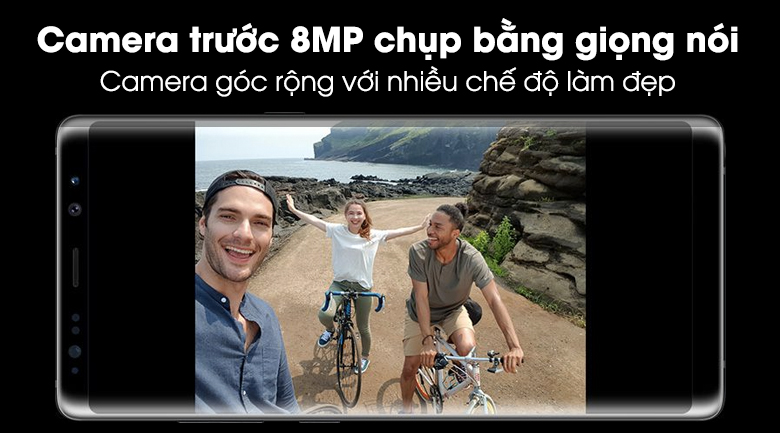 Camera trước 8MP chụp bằng giọng nói
Camera góc rộng với nhiều chế độ làm đẹp